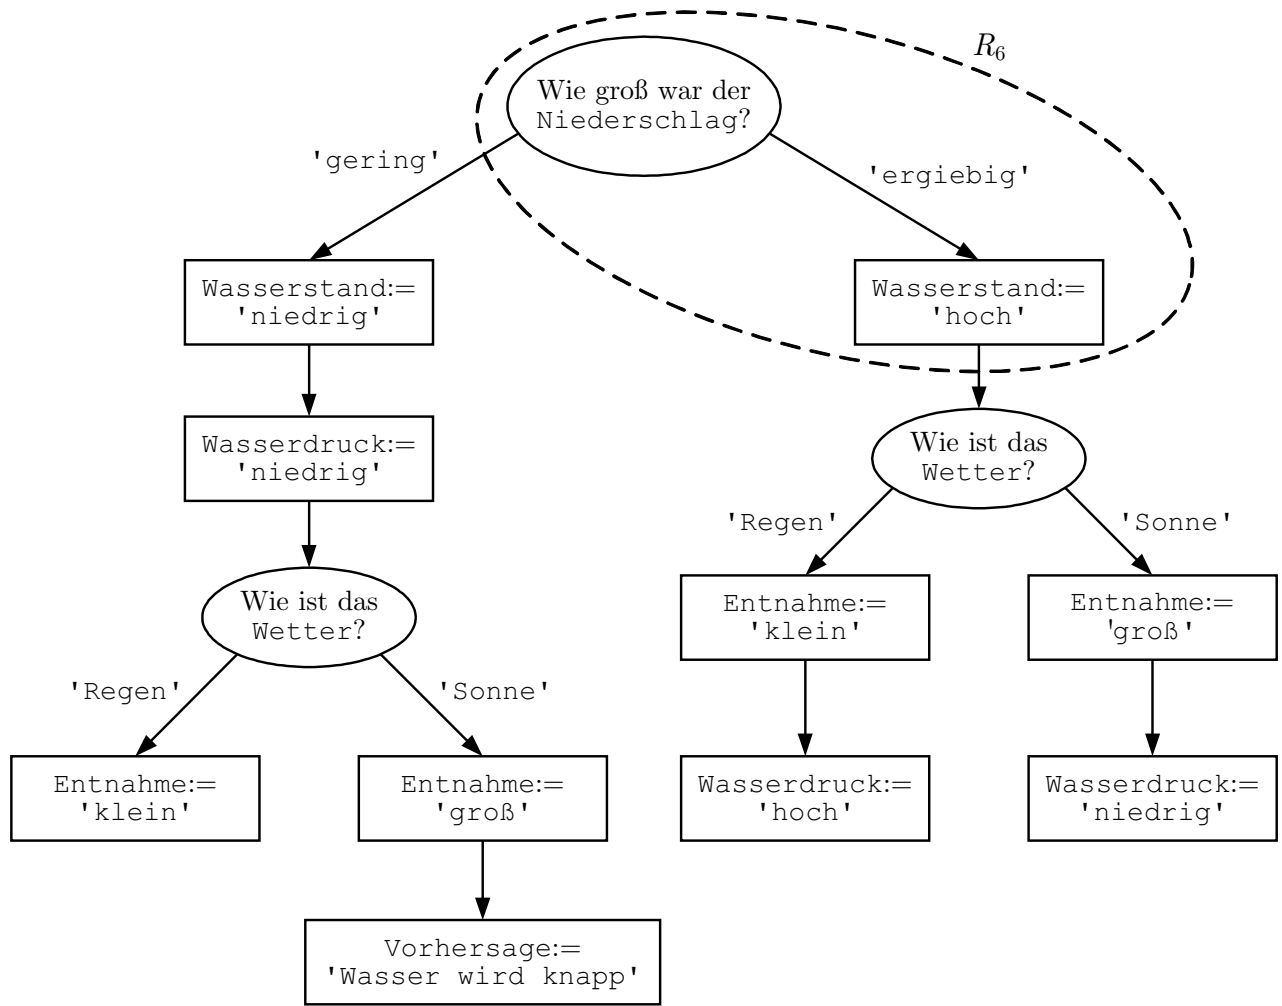 R₆
Wie groß war der
Niederschlag?
'gering'
'ergiebig'
Wasserstand:=
'niedrig'
Wasserstand:=
'hoch'
Wasserdruck:=
'niedrig'
Wie ist das
Wetter?
'Regen'
'Sonne'
Entnahme:=
'klein'
Entnahme:=
'groß'
Wie ist das
Wetter?
'Regen'
'Sonne'
Entnahme:=
'klein'
Entnahme:=
'groß'
Wasserdruck:=
'hoch'
Wasserdruck:=
'niedrig'
Vorhersage:=
'Wasser wird knapp'